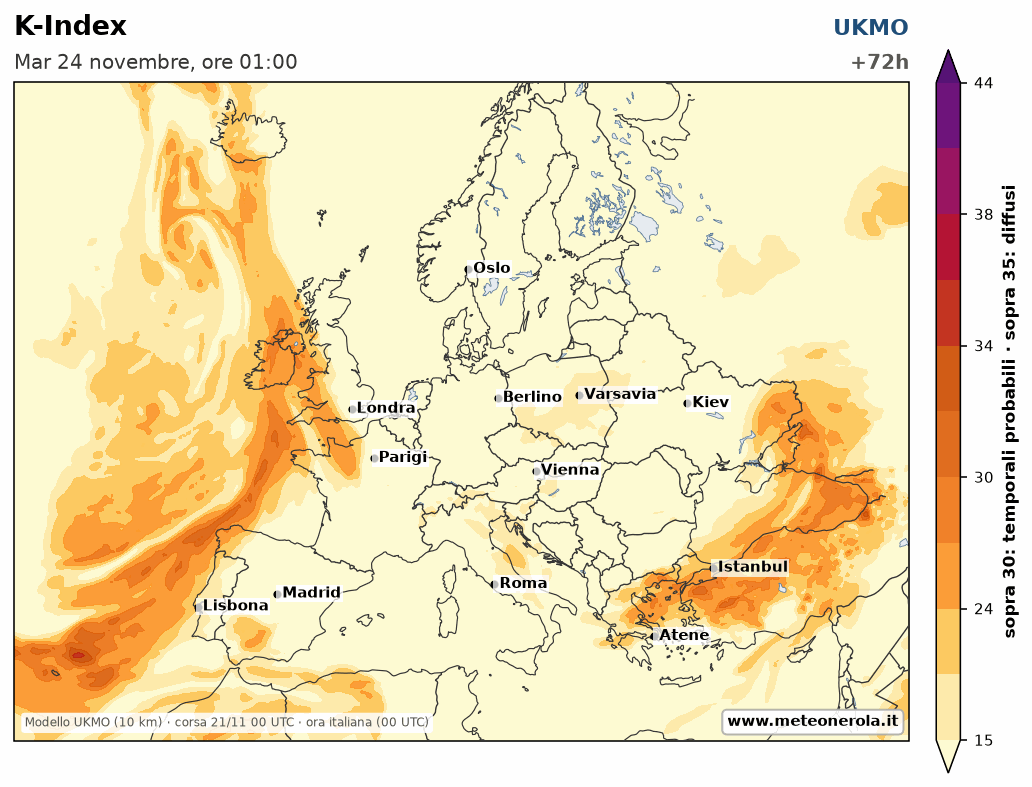 K-Index
UKMO
Mar 24 novembre, ore 01:00
+72h
44
38
34
30
24
15
sopra 30: temporali probabili · sopra 35: diffusi
Oslo
Londra
Berlino
Varsavia
Kiev
Parigi
Vienna
Istanbul
Roma
Madrid
Lisbona
Atene
Modello UKMO (10 km) · corsa 21/11 00 UTC · ora italiana (00 UTC)
www.meteonerola.it